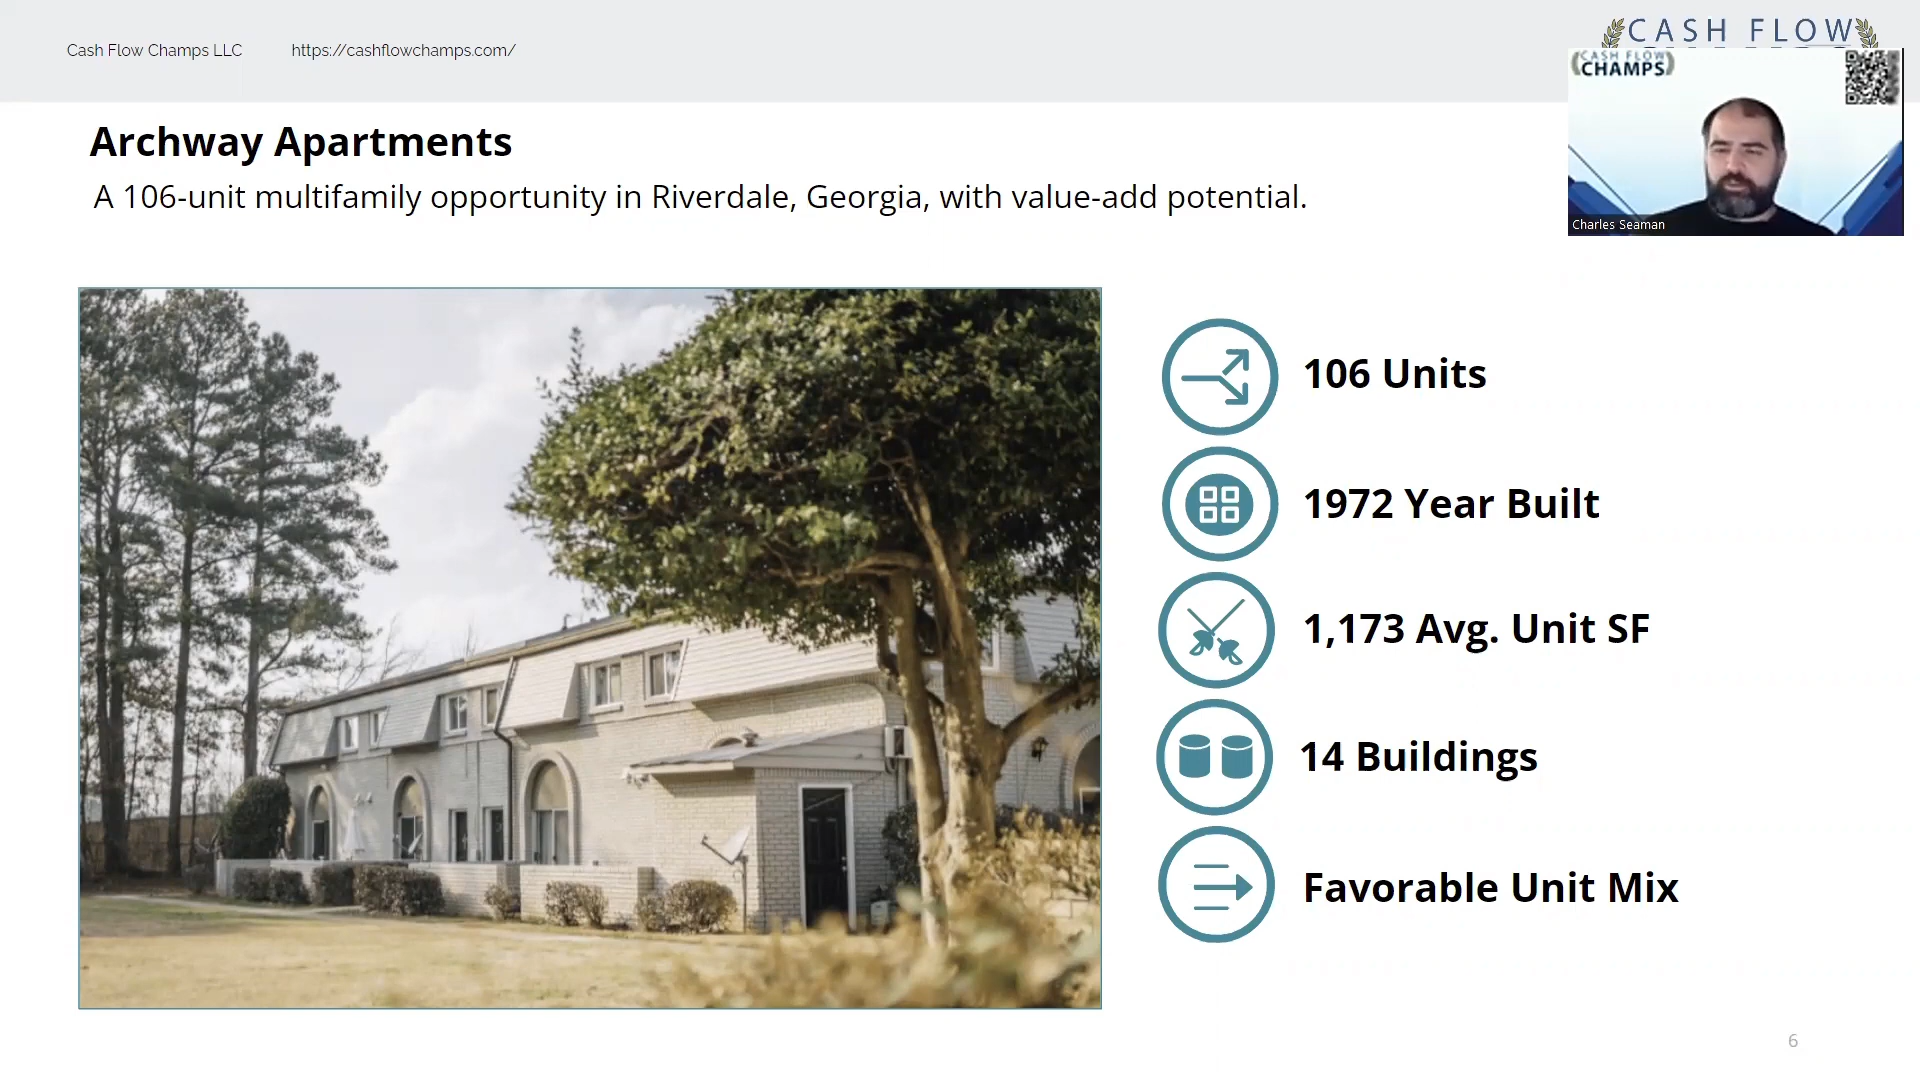 Cash Flow Champs LLC https://cashflowchamps.com/
CASH FLOW
CASH FLOW
CHAMPS
Charles Seaman
Archway Apartments
A 106-unit multifamily opportunity in Riverdale, Georgia, with value-add potential.
106 Units
1972 Year Built
1,173 Avg. Unit SF
14 Buildings
Favorable Unit Mix
6